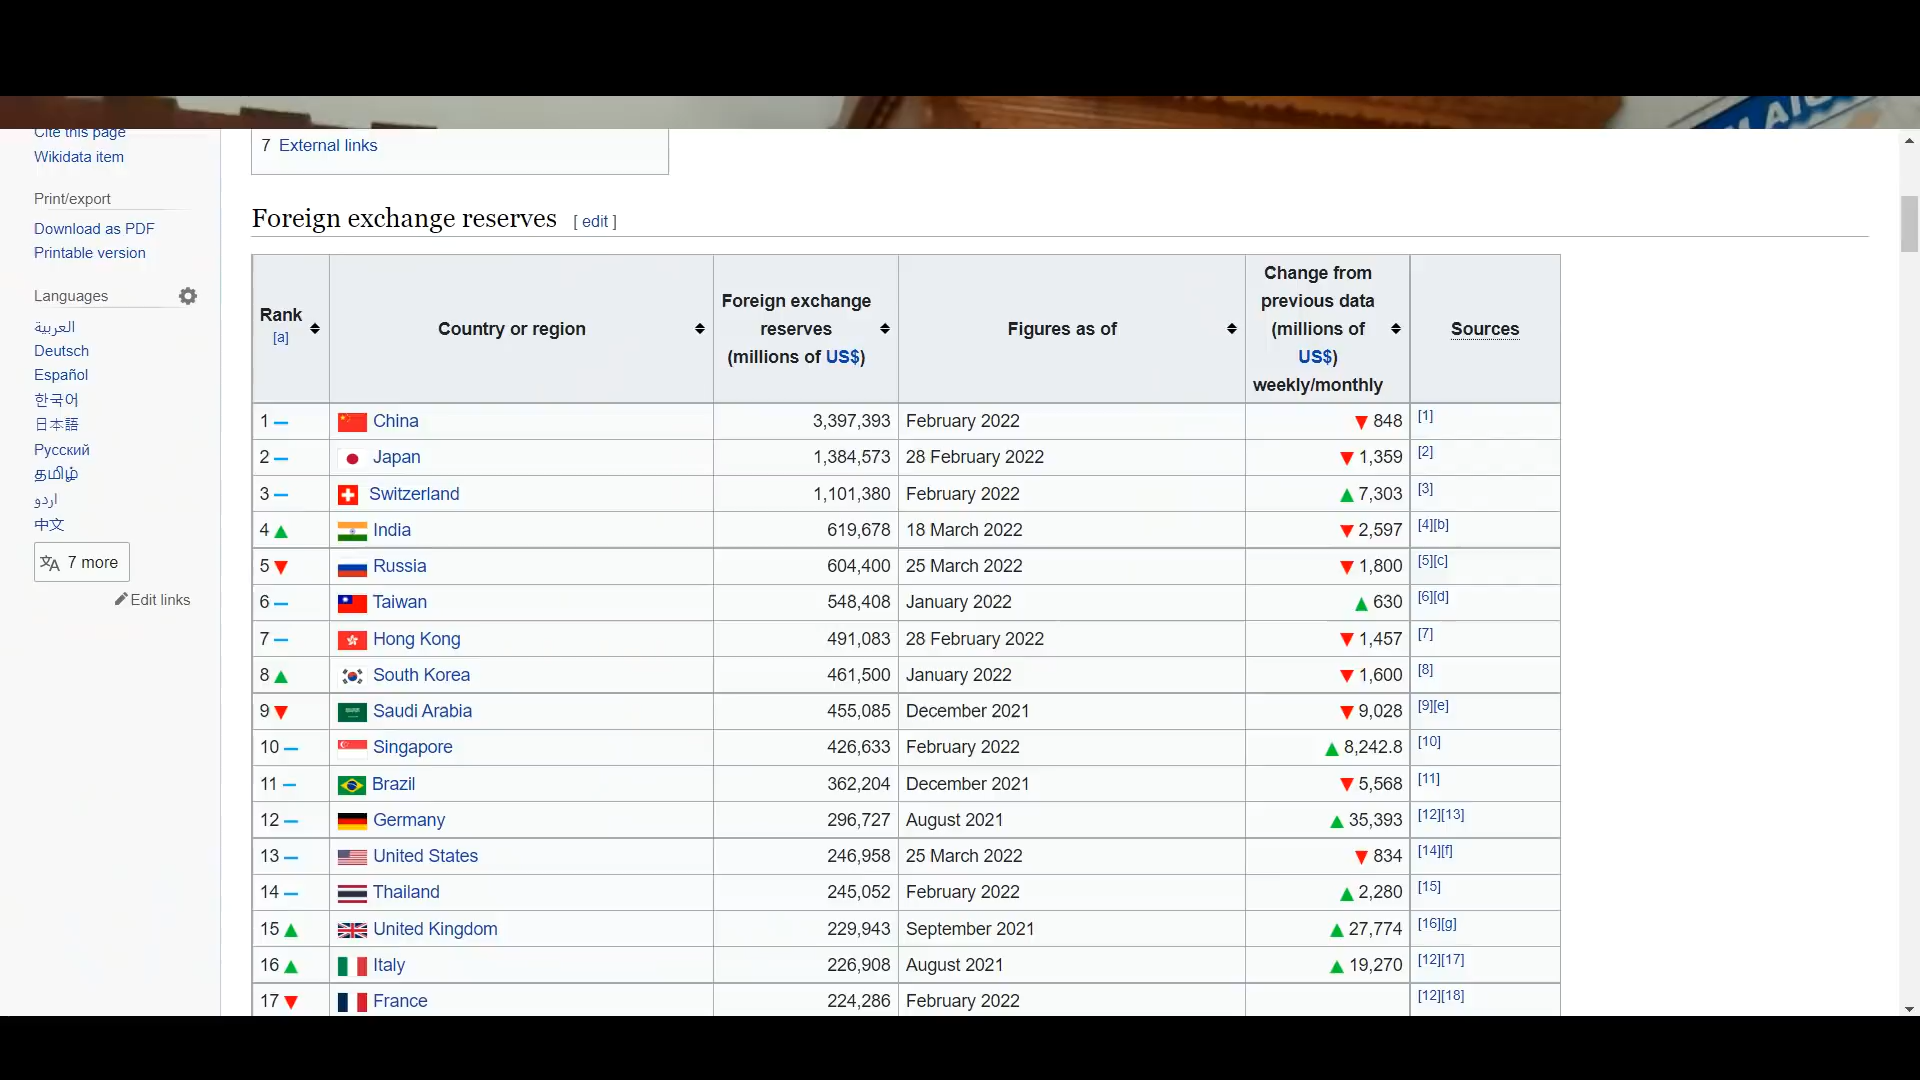 Cite this page
Wikidata item
Print/export
Download as PDF
Printable version
Languages
العربية
Deutsch
Español
한국어
日本語
Русский
தமிழ்
اردو
中文
7 more
Edit links
7 External links
Foreign exchange reserves [ edit ]
Rank [a] Country or region Foreign exchange reserves (millions of US$) Figures as of Change from previous data (millions of US$) weekly/monthly Sources
1 China 3,397,393 February 2022 ▼ 848 [1]
2 Japan 1,384,573 28 February 2022 ▼ 1,359 [2]
3 Switzerland 1,101,380 February 2022 ▲ 7,303 [3]
4 ▲ India 619,678 18 March 2022 ▼ 2,597 [4][b]
5 ▼ Russia 604,400 25 March 2022 ▼ 1,800 [5][c]
6 Taiwan 548,408 January 2022 ▲ 630 [6][d]
7 Hong Kong 491,083 28 February 2022 ▼ 1,457 [7]
8 ▲ South Korea 461,500 January 2022 ▼ 1,600 [8]
9 ▼ Saudi Arabia 455,085 December 2021 ▼ 9,028 [9][e]
10 Singapore 426,633 February 2022 ▲ 8,242.8 [10]
11 Brazil 362,204 December 2021 ▼ 5,568 [11]
12 Germany 296,727 August 2021 ▲ 35,393 [12][13]
13 United States 246,958 25 March 2022 ▼ 834 [14][f]
14 Thailand 245,052 February 2022 ▲ 2,280 [15]
15 ▲ United Kingdom 229,943 September 2021 ▲ 27,774 [16][g]
16 ▲ Italy 226,908 August 2021 ▲ 19,270 [12][17]
17 ▼ France 224,286 February 2022 [12][18]